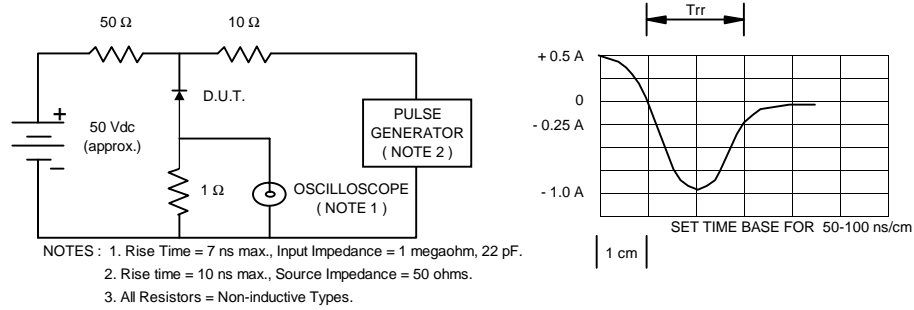 50 Ω
10 Ω
+
50 Vdc
(approx.)
D.U.T.
1 Ω
PULSE
GENERATOR
( NOTE 2 )
OSCILLOSCOPE
( NOTE 1 )
NOTES : 1. Rise Time = 7 ns max., Input Impedance = 1 megaohm, 22 pF.
2. Rise time = 10 ns max., Source Impedance = 50 ohms.
3. All Resistors = Non-inductive Types.
Trr
+ 0.5 A
0
- 0.25 A
- 1.0 A
SET TIME BASE FOR 50-100 ns/cm
1 cm